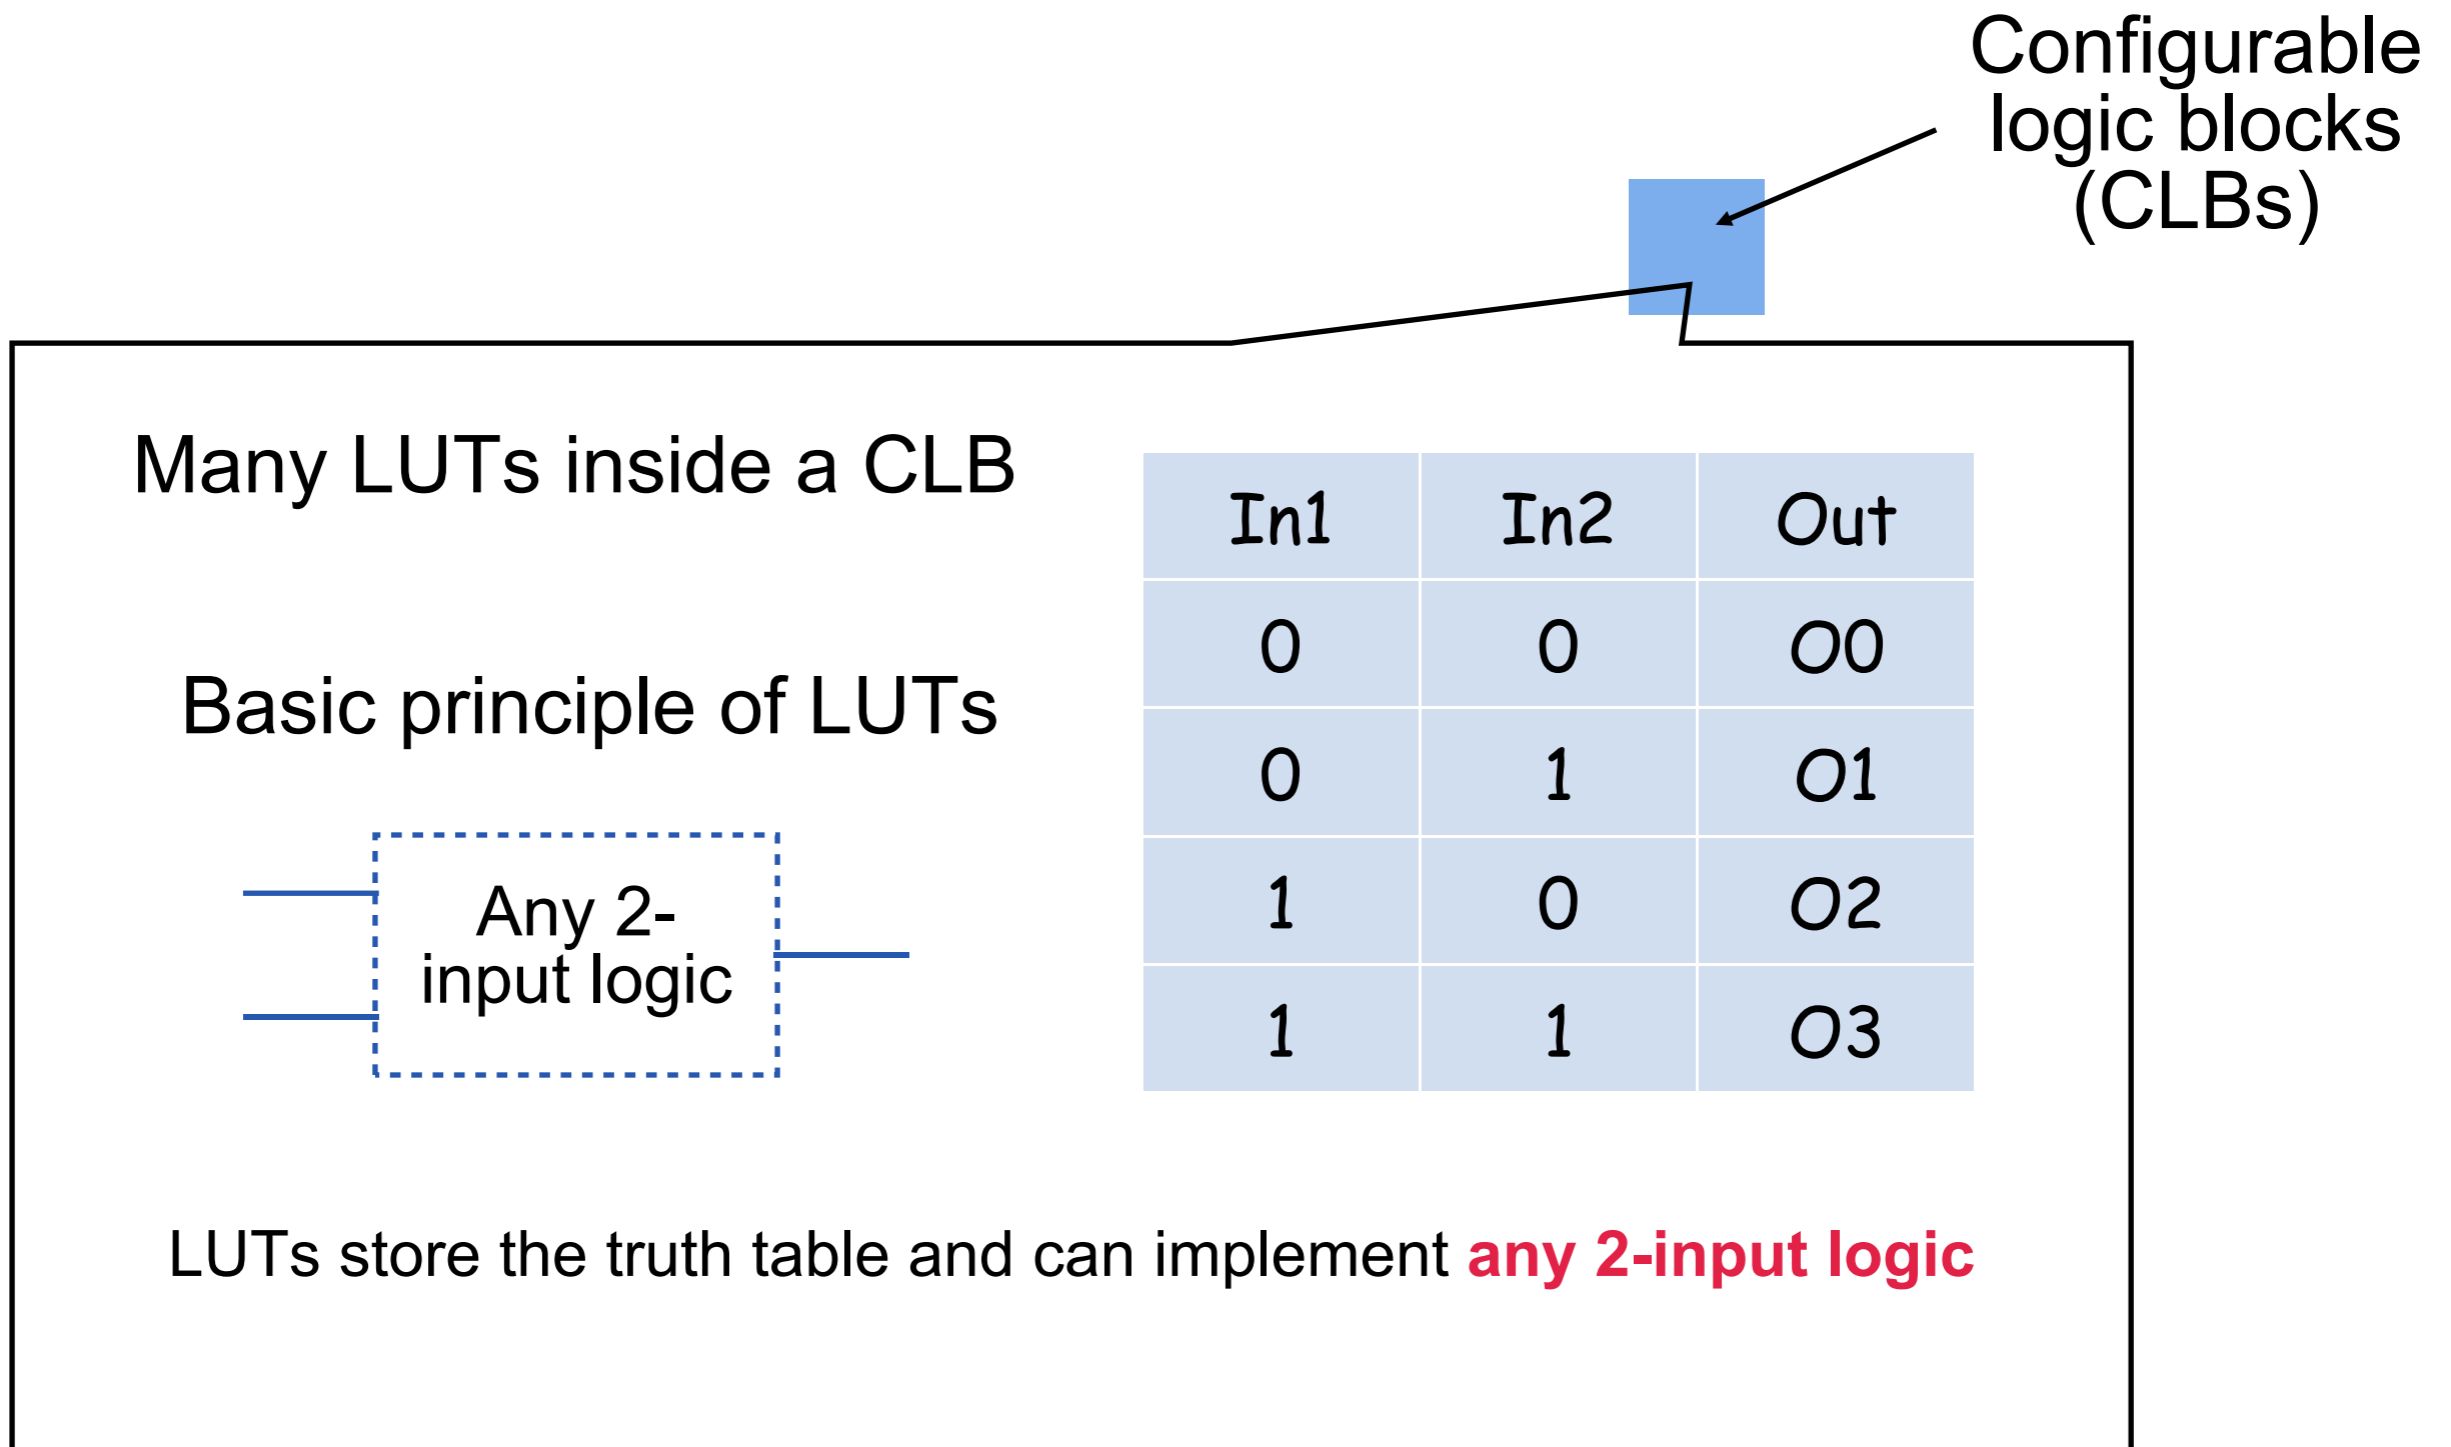 Configurable
logic blocks
(CLBs)
Many LUTs inside a CLB
Basic principle of LUTs
Any 2-
input logic
In1 In2 Out
0 0 O0
0 1 O1
1 0 O2
1 1 O3
LUTs store the truth table and can implement any 2-input logic